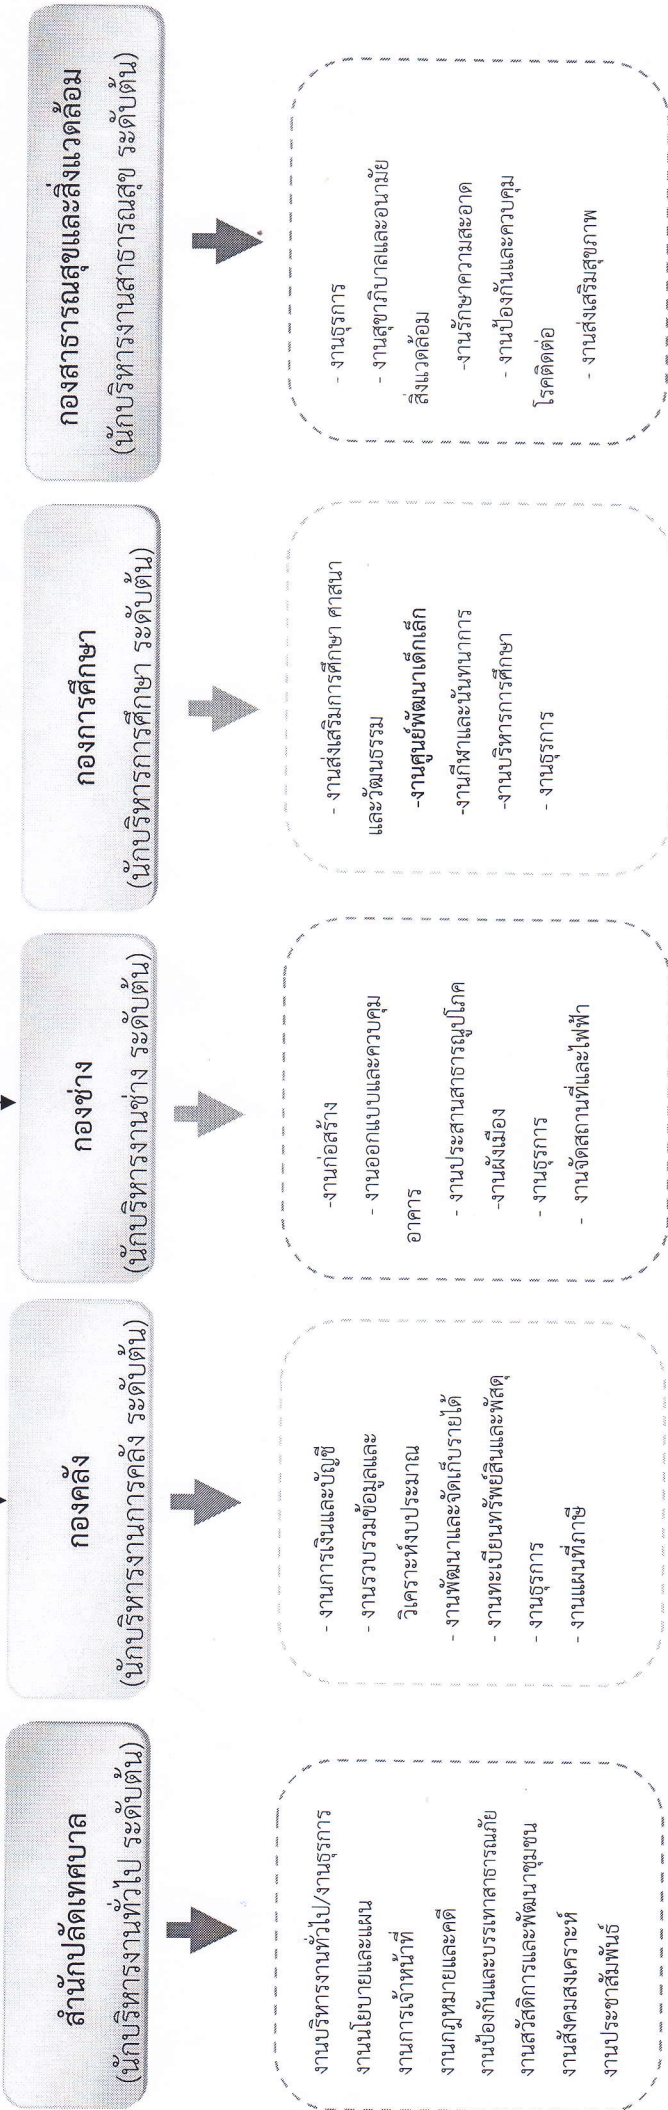 สำนักปลัดเทศบาล
(นักบริหารงานทั่วไป ระดับต้น)
งานบริหารงานทั่วไป/งานธุรการ
งานนโยบายและแผน
งานการเจ้าหน้าที่
งานกฎหมายและคดี
งานป้องกันและบรรเทาสาธารณภัย
งานสวัสดิการและพัฒนาชุมชน
งานสังคมสงเคราะห์
งานประชาสัมพันธ์
กองคลัง
(นักบริหารงานการคลัง ระดับต้น)
- งานการเงินและบัญชี
- งานรวบรวมข้อมูลและ
วิเคราะห์งบประมาณ
- งานพัฒนาและจัดเก็บรายได้
- งานทะเบียนทรัพย์สินและพัสดุ
- งานธุรการ
- งานแผนที่ภาษี
กองช่าง
(นักบริหารงานช่าง ระดับต้น)
-งานก่อสร้าง
- งานออกแบบและควบคุม
อาคาร
- งานประสานสาธารณูปโภค
-งานผังเมือง
- งานธุรการ
- งานจัดสถานที่และไฟฟ้า
กองการศึกษา
(นักบริหารการศึกษา ระดับต้น)
- งานส่งเสริมการศึกษา ศาสนา
และวัฒนธรรม
-งานศูนย์พัฒนาเด็กเล็ก
-งานกีฬาและนันทนาการ
-งานบริหารการศึกษา
- งานธุรการ
กองสาธารณสุขและสิ่งแวดล้อม
(นักบริหารงานสาธารณสุข ระดับต้น)
- งานธุรการ
- งานสุขาภิบาลและอนามัย
สิ่งแวดล้อม
-งานรักษาความสะอาด
- งานป้องกันและควบคุม
โรคติดต่อ
- งานส่งเสริมสุขภาพ